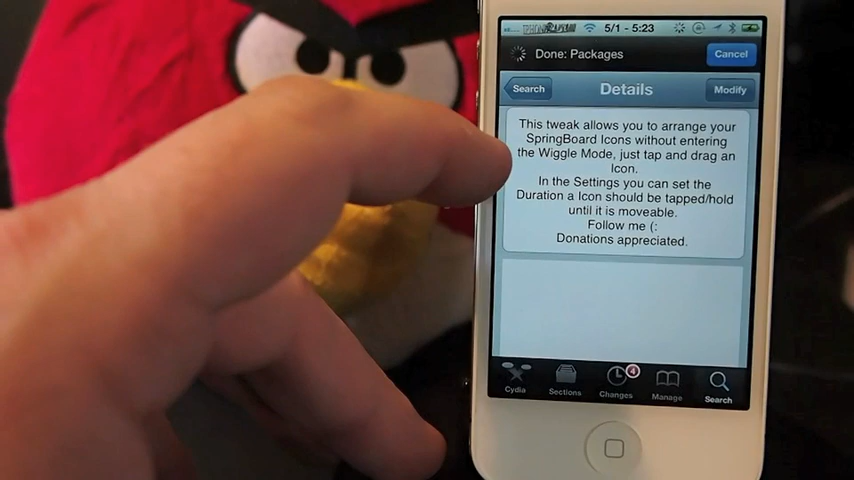 5/1 - 5:23
Done: Packages
Cancel
Search
Details
Modify
This tweak allows you to arrange your
SpringBoard Icons without entering
the Wiggle Mode, just tap and drag an
Icon.
In the Settings you can set the
Duration a Icon should be tapped/hold
until it is moveable.
Follow me (:
Donations appreciated.
4
Cydia
Sections
Changes
Manage
Search